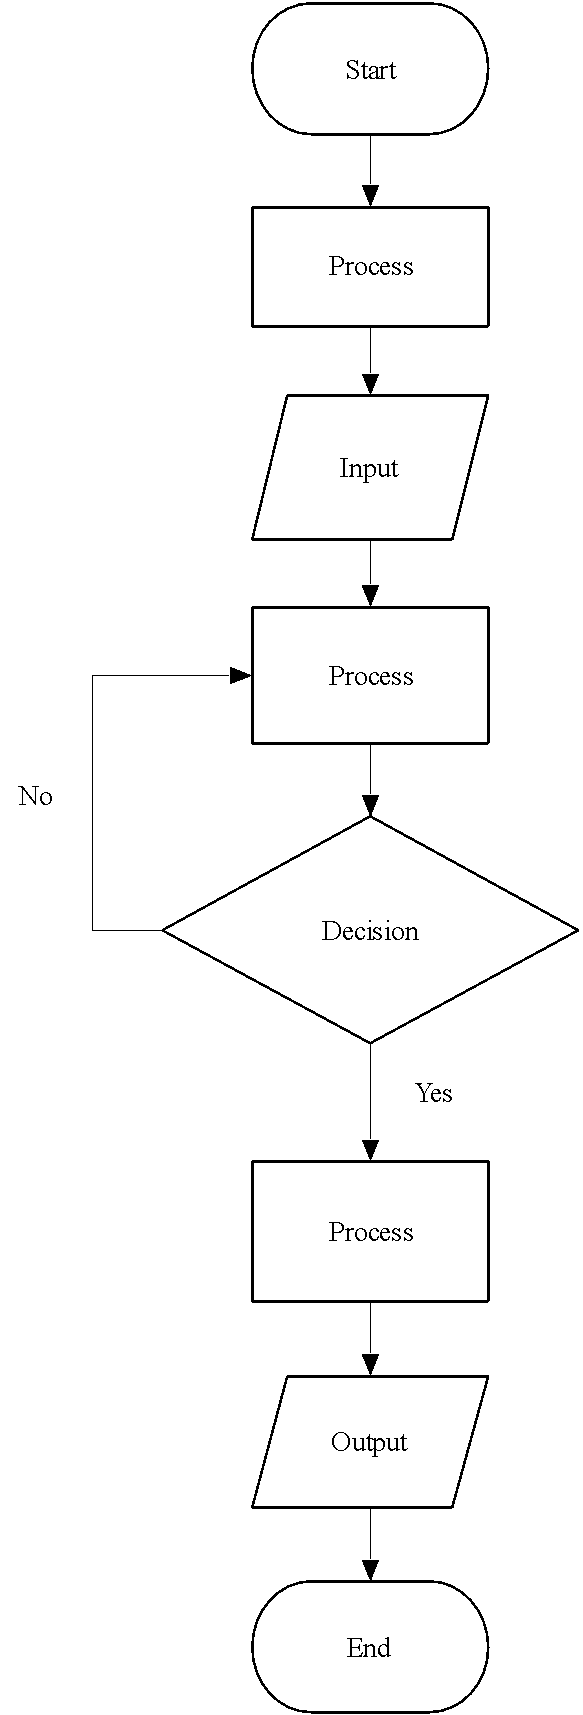 Start
Process
Input
Process
No
Decision
Yes
Process
Output
End